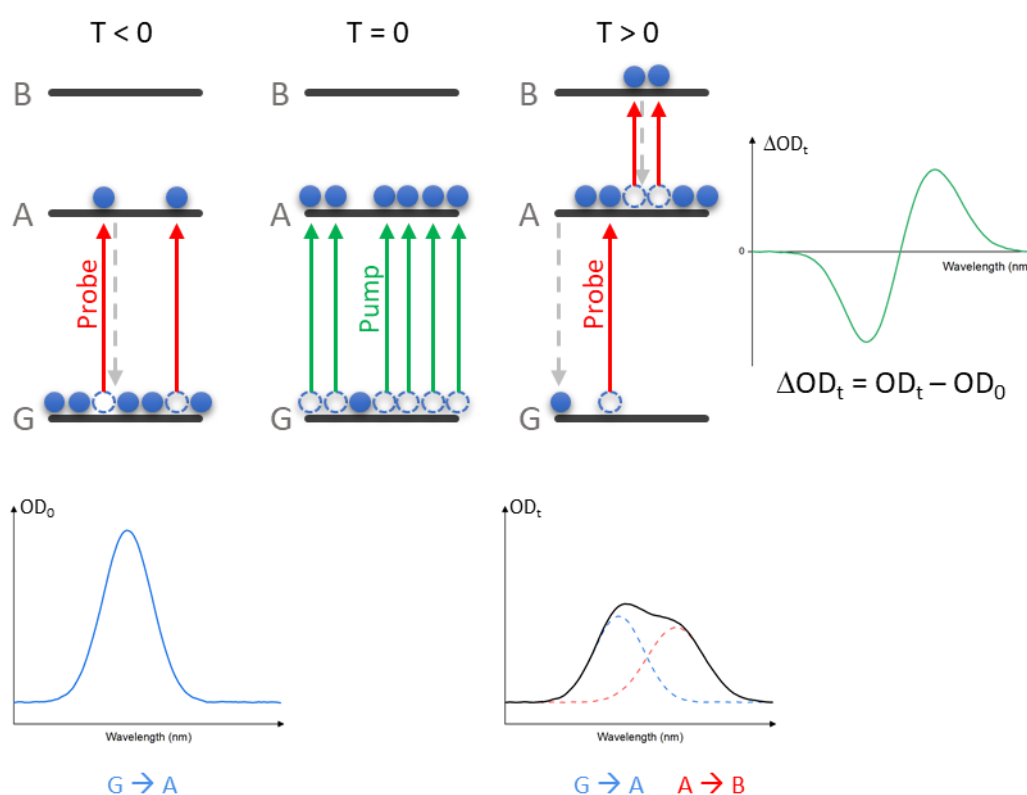 T < 0
T = 0
T > 0
B
B
B
A
A
A
Probe
Pump
Probe
G
G
G
ΔODₜ
0
Wavelength (nm
ΔODₜ = ODₜ – OD₀
OD₀
Wavelength (nm)
G → A
ODₜ
Wavelength (nm)
G → A A → B